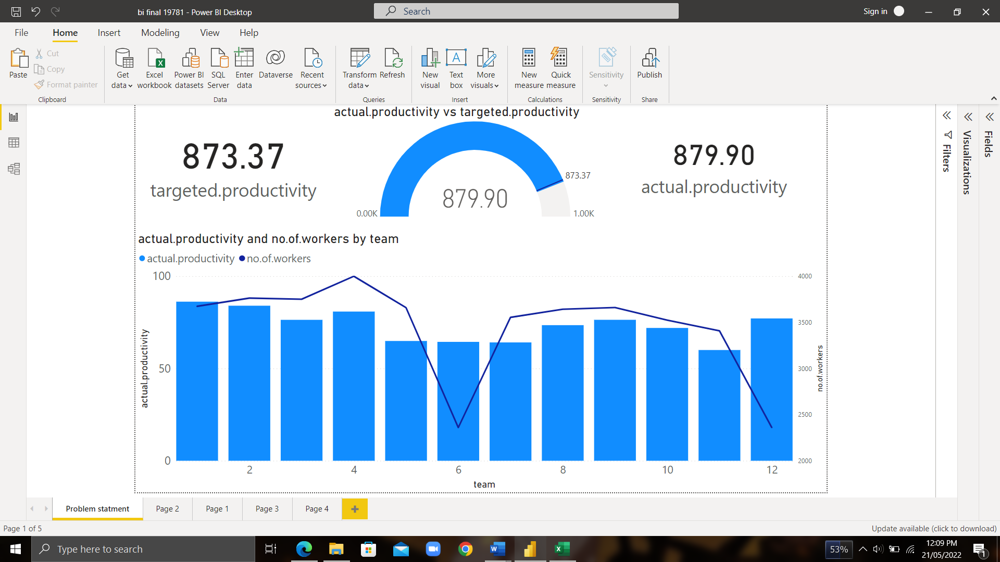 bi final 19781 - Power BI Desktop
Search
Sign in
File Home Insert Modeling View Help
Paste
Cut
Copy
Format painter
Clipboard
Get data
Excel workbook
Power BI datasets
SQL Server
Enter data
Dataverse
Recent sources
Data
Transform data
Refresh
Queries
New visual
Text box
More visuals
Insert
New measure
Quick measure
Calculations
Sensitivity
Sensitivity
Publish
Share
actual.productivity vs targeted.productivity
873.37
targeted.productivity
873.37
879.90
0.00K
1.00K
879.90
actual.productivity
Filters
Visualizations
Fields
actual.productivity and no.of.workers by team
actual.productivity no.of.workers
100
50
0
actual.productivity
4000
3500
3000
2500
2000
no.of.workers
2 4 6 8 10 12
team
Problem statment Page 2 Page 1 Page 3 Page 4
Page 1 of 5
Update available (click to download)
Type here to search
53%
12:09 PM
21/05/2022
1